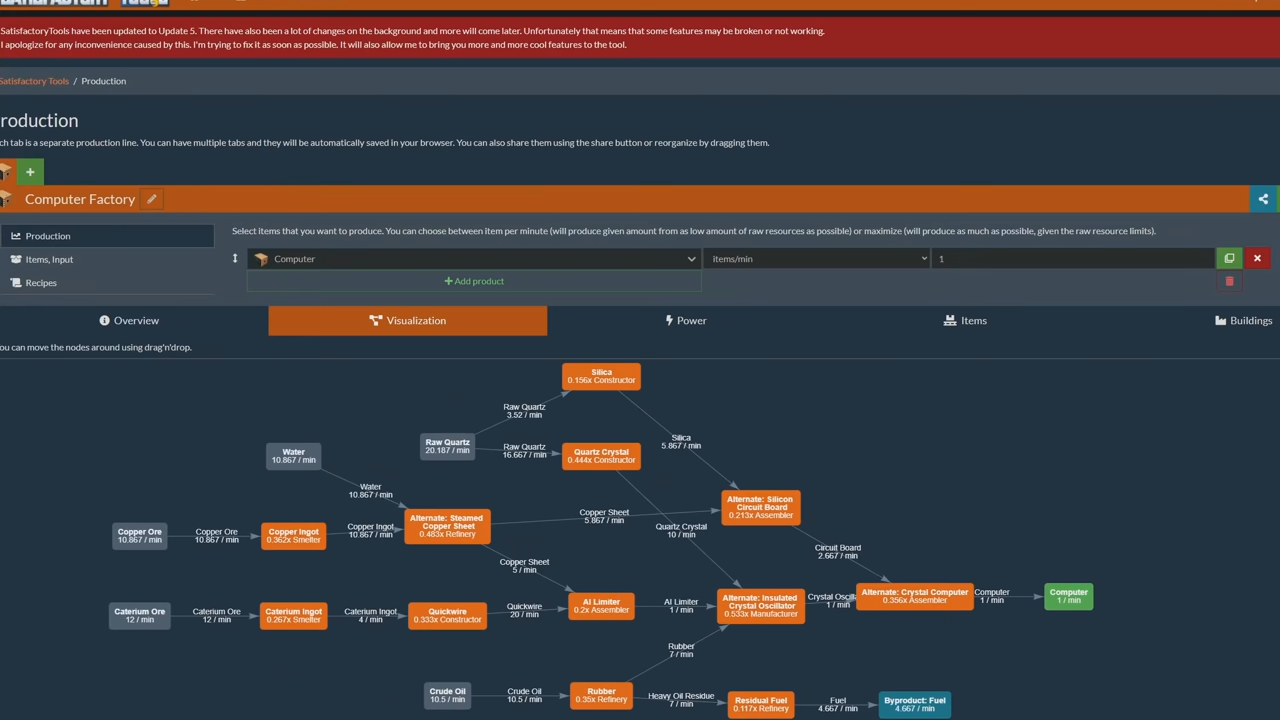 SatisfactoryTools have been updated to Update 5. There have also been a lot of changes on the background and more will come later. Unfortunately that means that some features may be broken or not working.
I apologize for any inconvenience caused by this. I'm trying to fix it as soon as possible. It will also allow me to bring you more and more cool features to the tool.
Satisfactory Tools / Production
roduction
ch tab is a separate production line. You can have multiple tabs and they will be automatically saved in your browser. You can also share them using the share button or reorganize by dragging them.
+
Computer Factory
Production
Items, Input
Recipes
Select items that you want to produce. You can choose between item per minute (will produce given amount from as low amount of raw resources as possible) or maximize (will produce as much as possible, given the raw resource limits).
Computer
Items/min
1
+ Add product
Overview
Visualization
Power
Items
Buildings
ou can move the nodes around using drag'n'drop.
Silica
0.156x Constructor
Raw Quartz
3.52 / min
Raw Quartz
20.187 / min
Raw Quartz
16.667 / min
Quartz Crystal
0.444x Constructor
Silica
5.867 / min
Water
10.867 / min
Water
10.867 / min
Copper Ore
10.867 / min
Copper Ore
10.867 / min
Copper Ingot
0.362x Smelter
Copper Ingot
10.867 / min
Alternate: Steamed
Copper Sheet
0.483x Refinery
Copper Sheet
5.867 / min
Quartz Crystal
10 / min
Alternate: Silicon
Circuit Board
0.213x Assembler
Circuit Board
2.667 / min
Copper Sheet
5 / min
Caterium Ore
12 / min
Caterium Ore
12 / min
Caterium Ingot
0.267x Smelter
Caterium Ingot
4 / min
Quickwire
0.333x Constructor
Quickwire
20 / min
AI Limiter
0.2x Assembler
AI Limiter
1 / min
Alternate: Insulated
Crystal Oscillator
0.533x Manufacturer
Crystal Oscilla
1 / min
Alternate: Crystal Computer
0.356x Assembler
Computer
1 / min
Computer
1 / min
Rubber
7 / min
Crude Oil
10.5 / min
Crude Oil
10.5 / min
Rubber
0.35x Refinery
Heavy Oil Residue
7 / min
Residual Fuel
0.117x Refinery
Fuel
4.667 / min
Byproduct: Fuel
4.667 / min